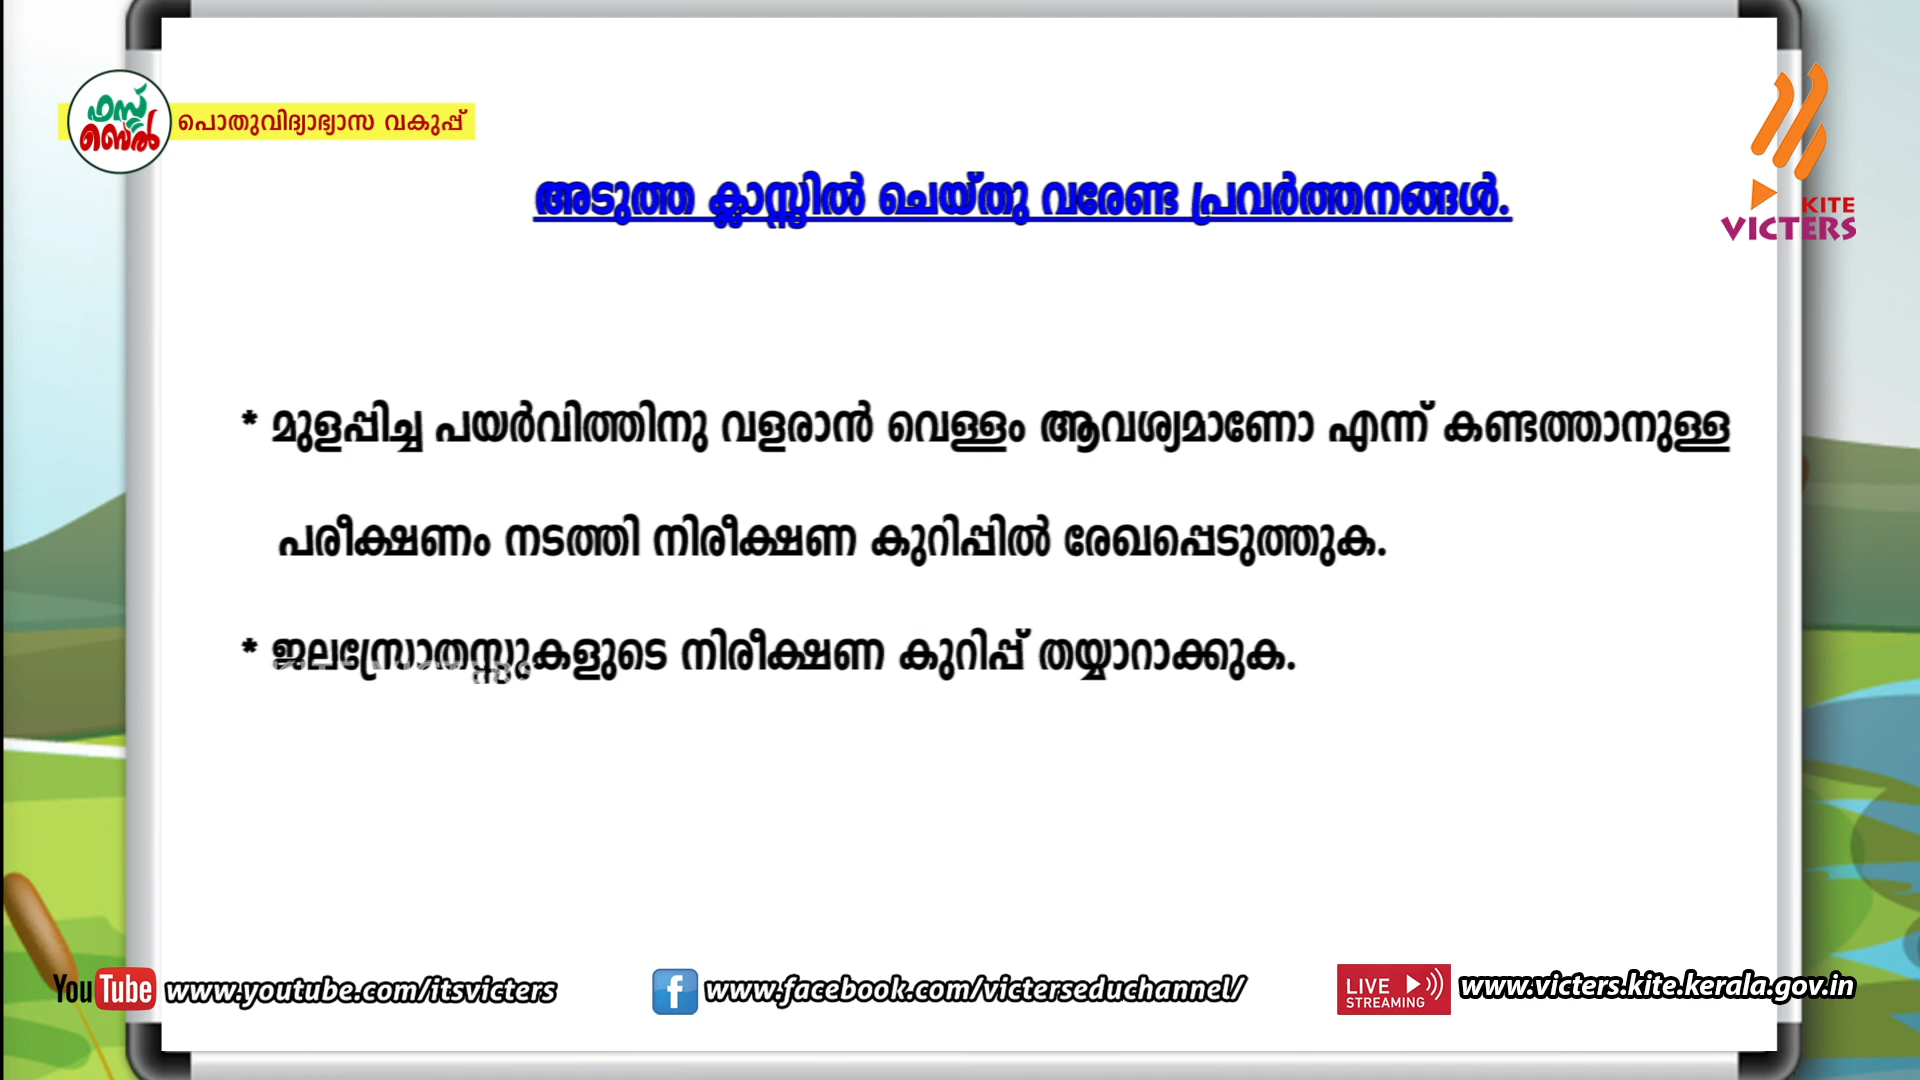 ഫസ്റ്റ്
ബെൽ
പൊതുവിദ്യാഭ്യാസ വകുപ്പ്
KITE
VICTERS
അടുത്ത ക്ലാസ്സിൽ ചെയ്തു വരേണ്ട പ്രവർത്തനങ്ങൾ.
* മുളപ്പിച്ച പയർവിത്തിനു വളരാൻ വെള്ളം ആവശ്യമാണോ എന്ന് കണ്ടത്താനുള്ള
പരീക്ഷണം നടത്തി നിരീക്ഷണ കുറിപ്പിൽ രേഖപ്പെടുത്തുക.
* ജലസ്രോതസ്സുകളുടെ നിരീക്ഷണ കുറിപ്പ് തയ്യാറാക്കുക.
YouTube www.youtube.com/itsvicters
f www.facebook.com/victerseduchannel/
LIVE STREAMING www.victers.kite.kerala.gov.in